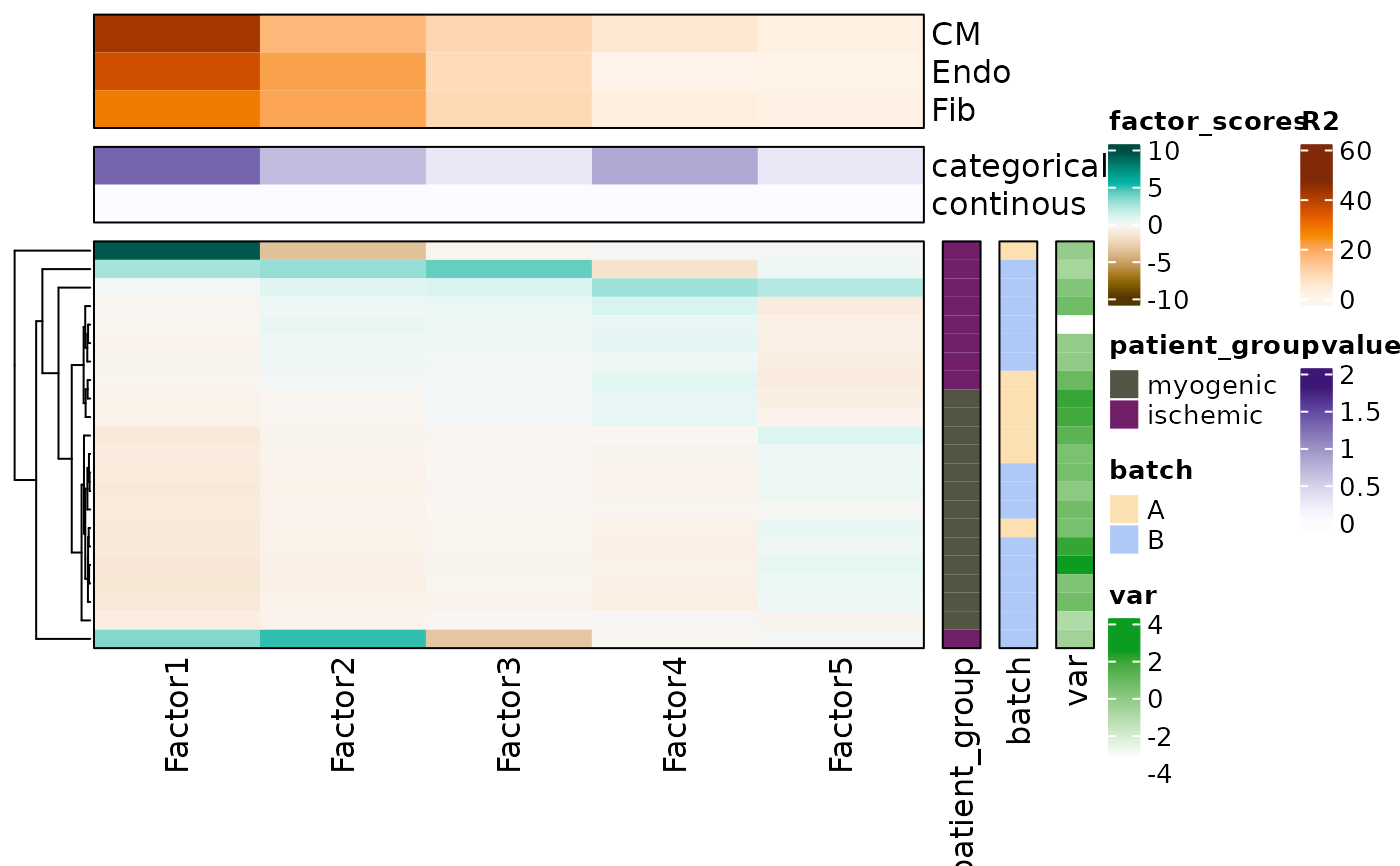 CM
Endo
Fib
categorical
continous
factor_scores
10
5
0
-5
-10
R2
60
40
20
0
patient_group
myogenic
ischemic
pvalue
2
1.5
1
0.5
0
batch
A
B
var
4
2
0
-2
-4
Factor1
Factor2
Factor3
Factor4
Factor5
patient_group
batch
var